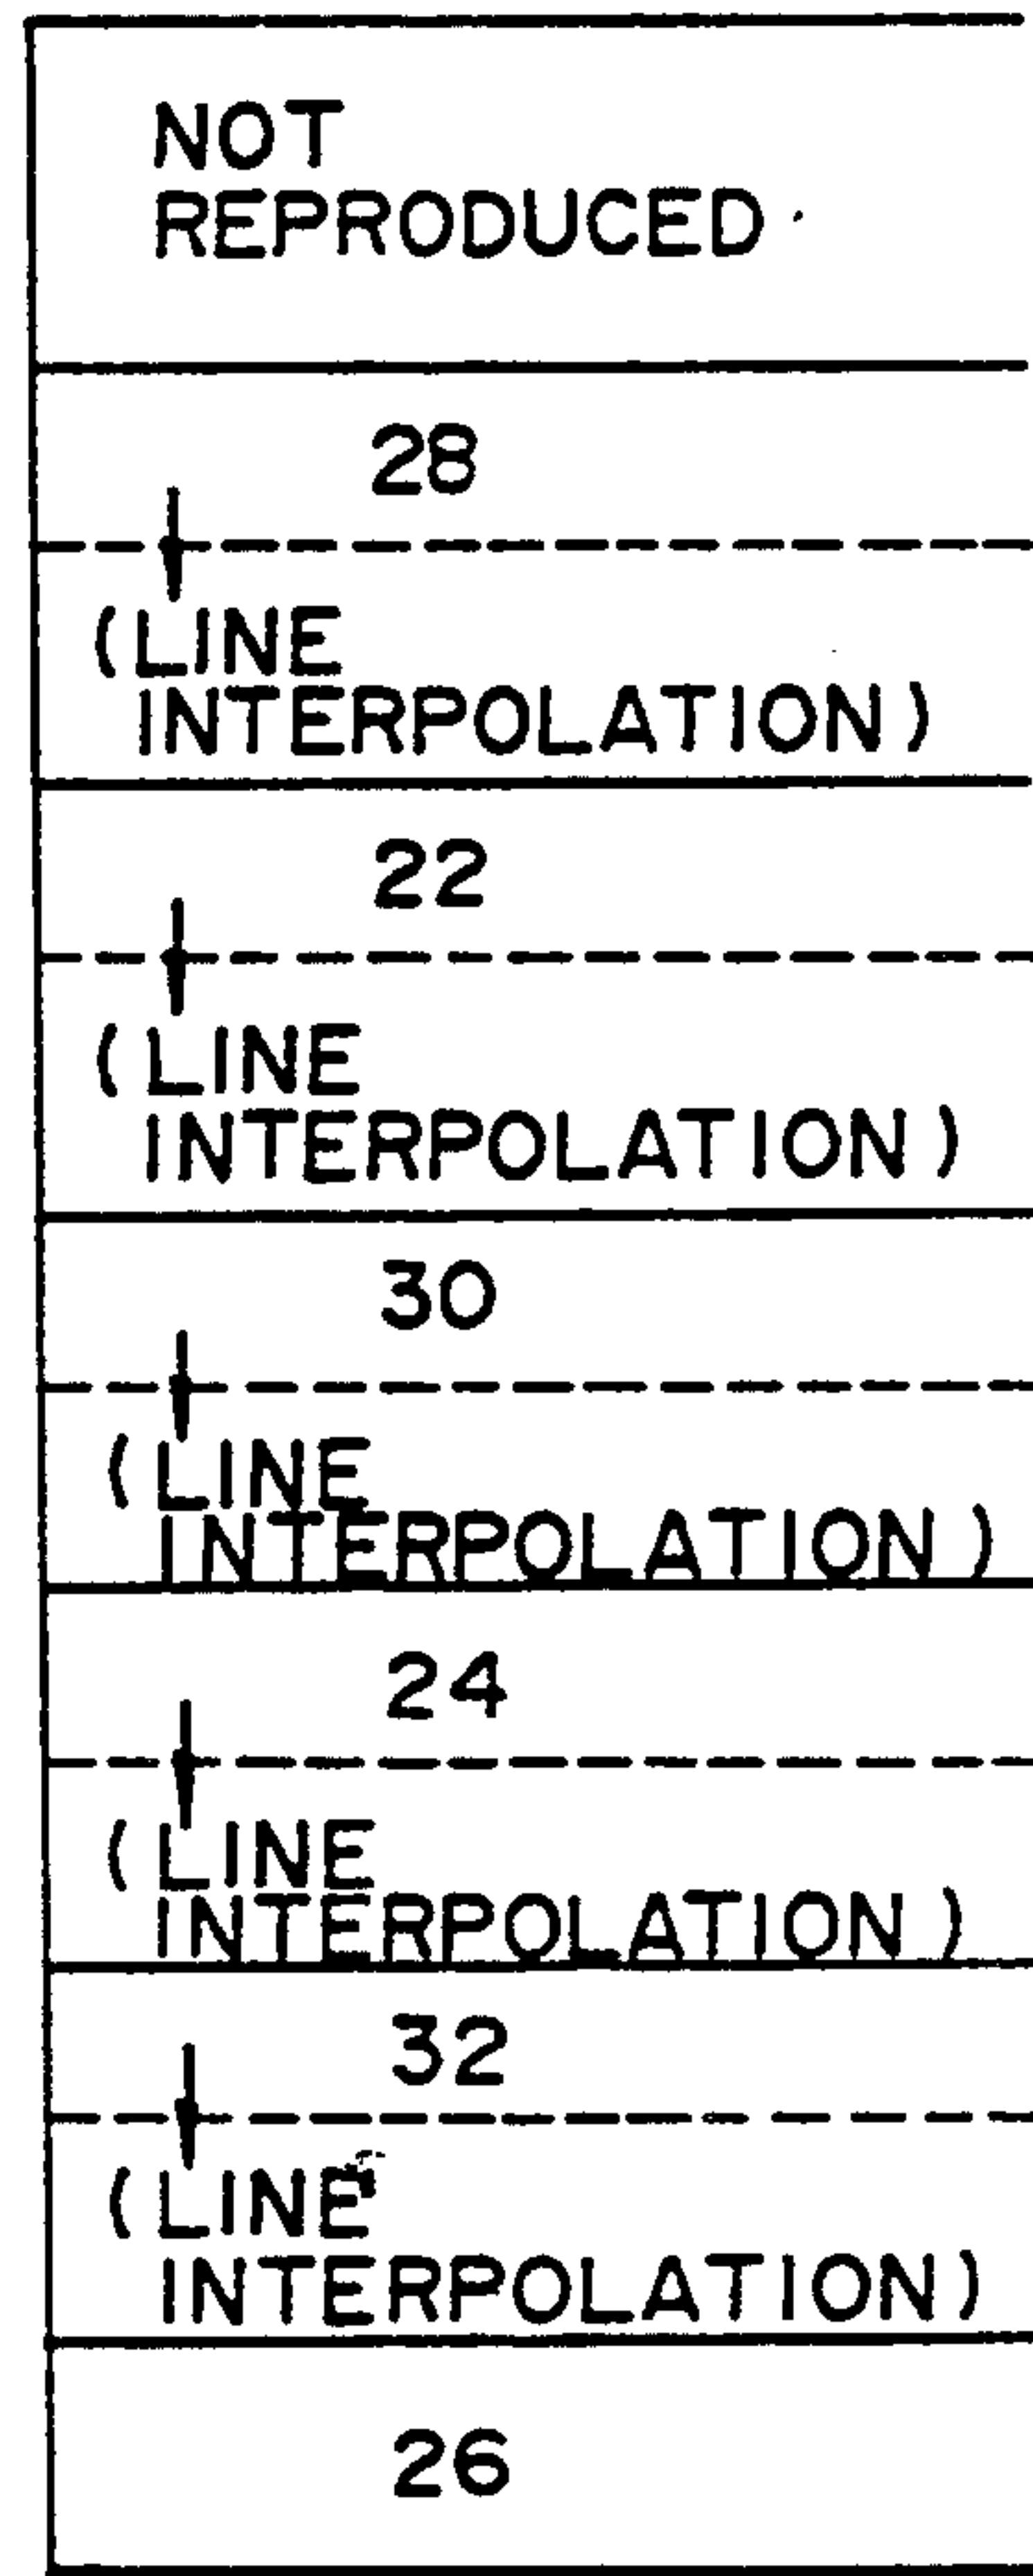 NOT
REPRODUCED
28
(LINE
INTERPOLATION)
22
(LINE
INTERPOLATION)
30
(LINE
INTERPOLATION)
24
(LINE
INTERPOLATION)
32
(LINE
INTERPOLATION)
26